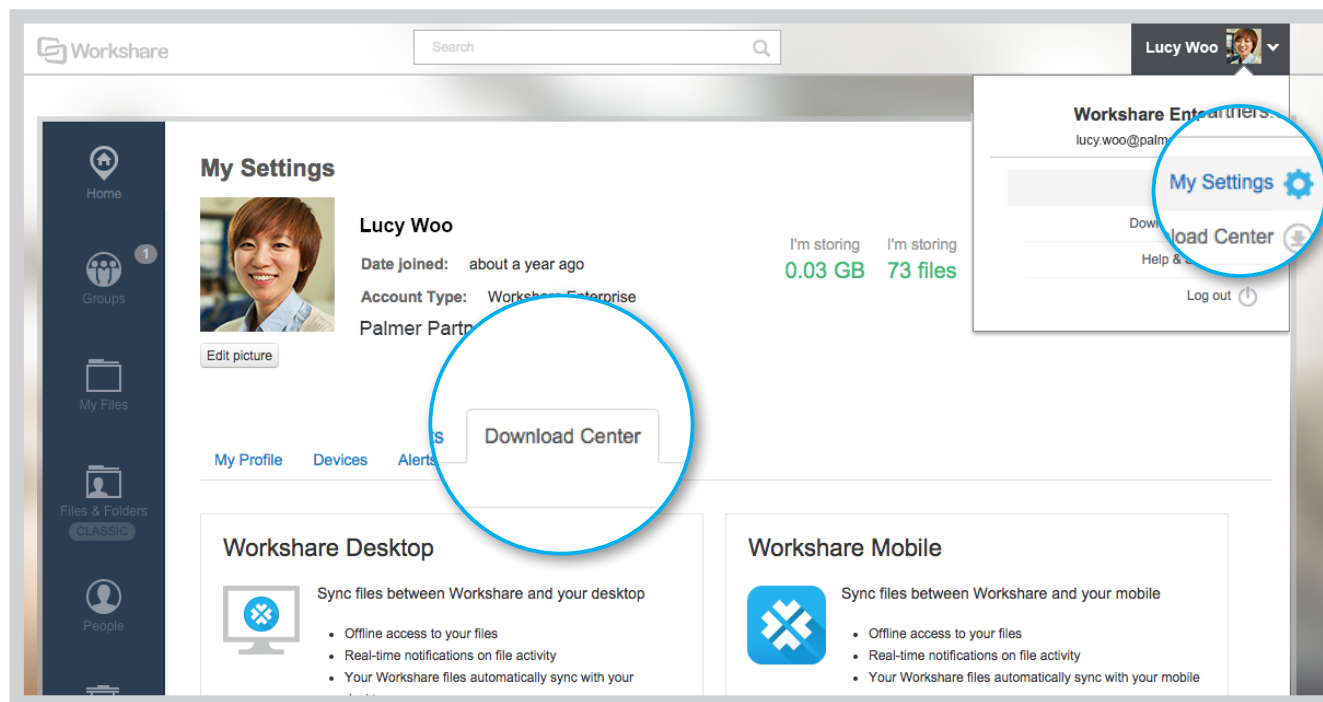 Workshare
Search
Lucy Woo
Workshare
lucy.woo@palm
artners.
My Settings
load Center
Help &
Log out
Home
1
Groups
My Files
Files & Folders
CLASSIC
People
My Settings
Lucy Woo
Date joined: about a year ago
Account Type: Workshare Enterprise
Palmer Partn
Edit picture
I'm storing
0.03 GB
I'm storing
73 files
My Profile Devices Alerts
Download Center
Workshare Desktop
Sync files between Workshare and your desktop
• Offline access to your files
• Real-time notifications on file activity
• Your Workshare files automatically sync with your
Workshare Mobile
Sync files between Workshare and your mobile
• Offline access to your files
• Real-time notifications on file activity
• Your Workshare files automatically sync with your mobile